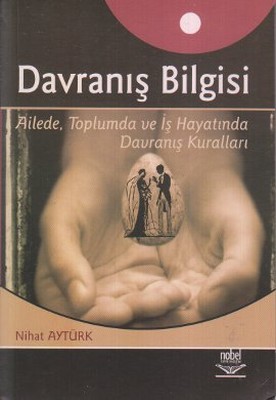 Davranış Bilgisi
Ailede, Toplumda ve İş Hayatında
Davranış Kuralları
Nihat AYTÜRK
nobel